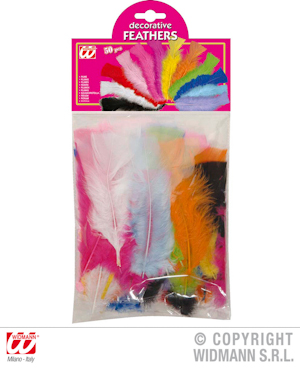 decorative
FEATHERS
W
50 pcs
W
Milano - Italy
© COPYRIGHT
WIDMANN S.R.L.